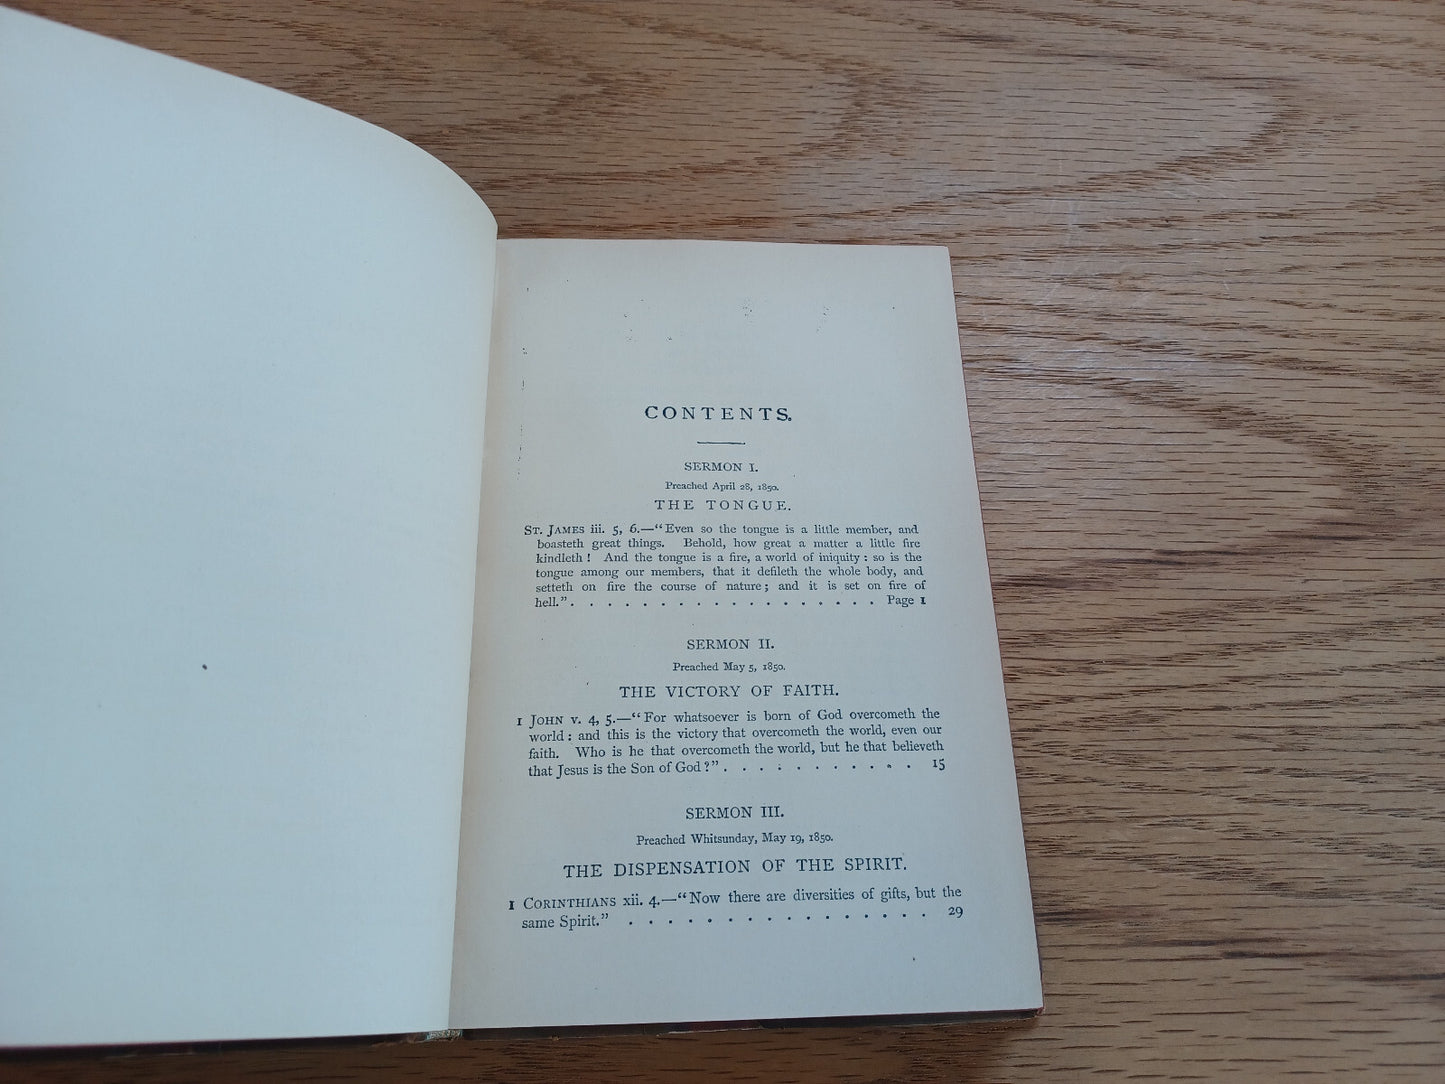 CONTENTS.
SERMON I.
Preached April 28, 1850.
THE TONGUE.
ST. JAMES iii. 5, 6.—“Even so the tongue is a little member, and
boasteth great things. Behold, how great a matter a little fire
kindleth! And the tongue is a fire, a world of iniquity: so is the
tongue among our members, that it defileth the whole body, and
setteth on fire the course of nature; and it is set on fire of
hell.” . . . . . . . . . . . . . . . . . . Page 1
SERMON II.
Preached May 5, 1850.
THE VICTORY OF FAITH.
1 JOHN v. 4, 5.—“For whatsoever is born of God overcometh the
world: and this is the victory that overcometh the world, even our
faith. Who is he that overcometh the world, but he that believeth
that Jesus is the Son of God?” . . . . . . . . . . . 15
SERMON III.
Preached Whitsunday, May 19, 1850.
THE DISPENSATION OF THE SPIRIT.
1 CORINTHIANS xii. 4.—“Now there are diversities of gifts, but the
same Spirit.” . . . . . . . . . . . . . . . . 29